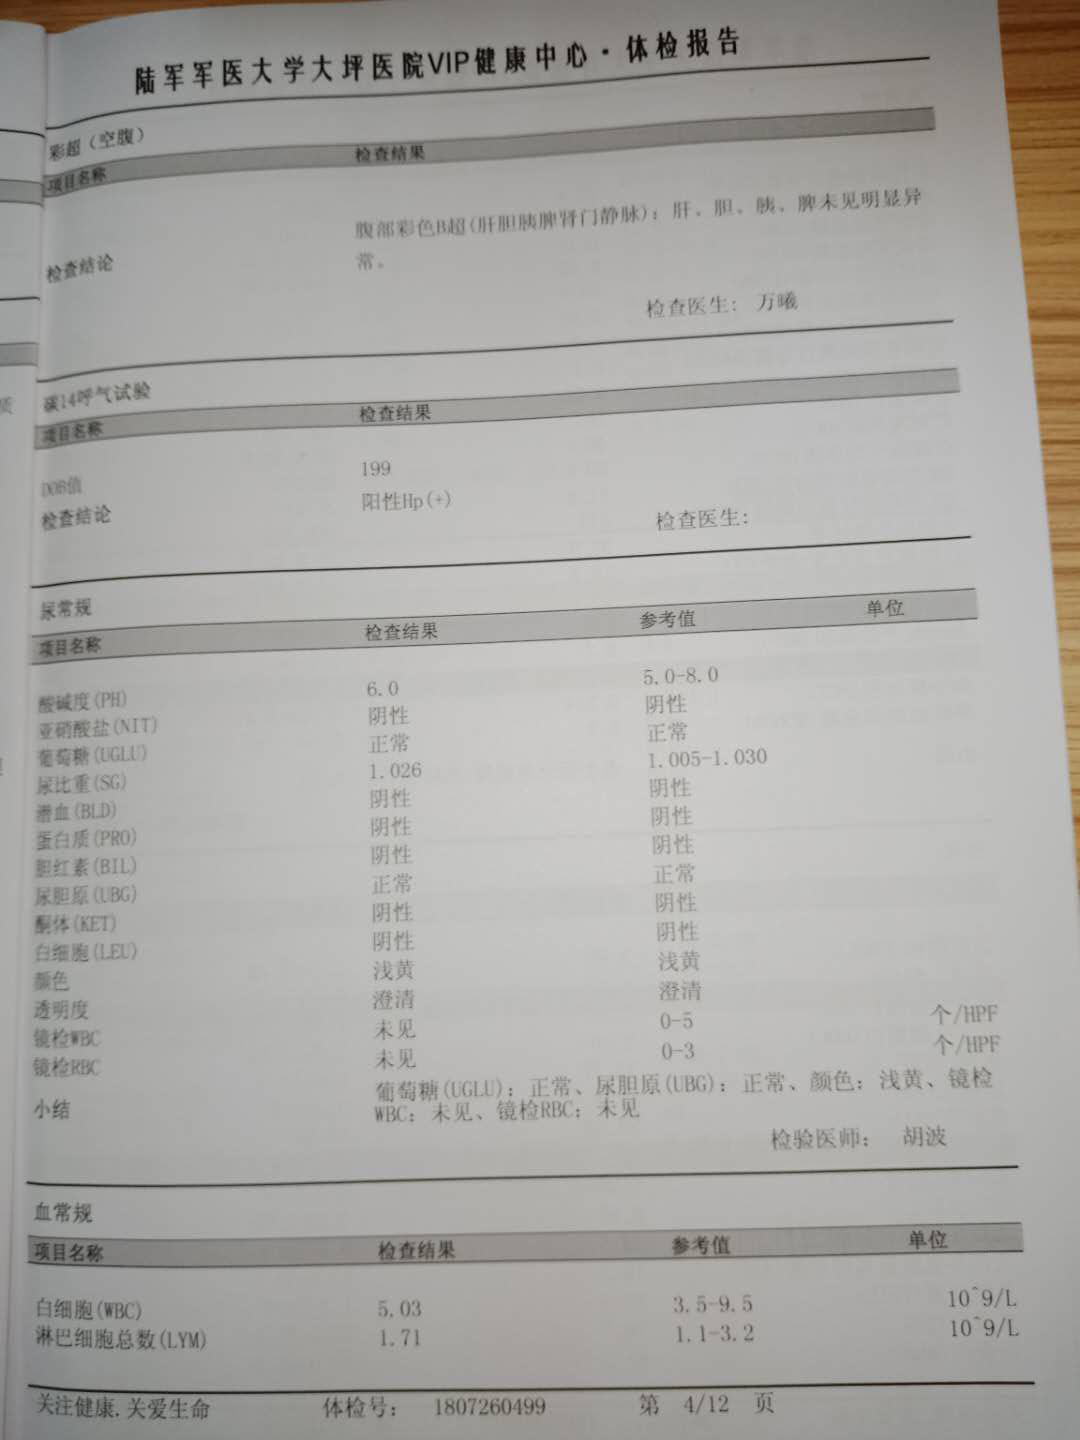 陆军军医大学大坪医院VIP健康中心·体检报告
彩超（空腹）
项目名称 检查结果
检查结论 腹部彩色B超(肝胆胰脾肾门静脉)：肝、胆、胰、脾未见明显异
常。
检查医生: 万曦
碳14呼气试验
项目名称 检查结果
DOB值 199
检查结论 阳性Hp(+)
检查医生:
尿常规
项目名称 检查结果 参考值 单位
酸碱度(PH) 6.0 5.0-8.0
亚硝酸盐(NIT) 阴性 阴性
葡萄糖(UGLU) 正常 正常
尿比重(SG) 1.026 1.005-1.030
潜血(BLD) 阴性 阴性
蛋白质(PRO) 阴性 阴性
胆红素(BIL) 阴性 阴性
尿胆原(UBG) 正常 正常
酮体(KET) 阴性 阴性
白细胞(LEU) 阴性 阴性
颜色 浅黄 浅黄
透明度 澄清 澄清
镜检WBC 未见 0-5 个/HPF
镜检RBC 未见 0-3 个/HPF
小结 葡萄糖(UGLU)：正常、尿胆原(UBG)：正常、颜色：浅黄、镜检
WBC：未见、镜检RBC：未见
检验医师： 胡波
血常规
项目名称 检查结果 参考值 单位
白细胞(WBC) 5.03 3.5-9.5 10^9/L
淋巴细胞总数(LYM) 1.71 1.1-3.2 10^9/L
关注健康.关爱生命 体检号： 1807260499 第 4/12 页